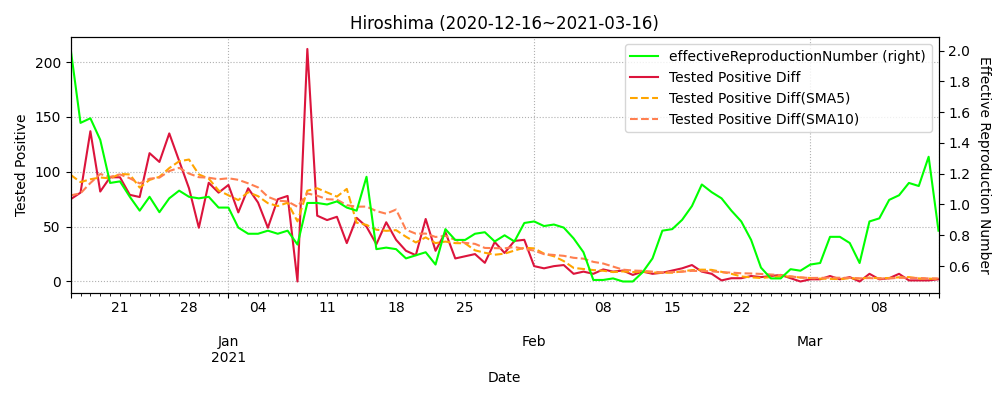 Hiroshima (2020-12-16~2021-03-16)
effectiveReproductionNumber (right)
Tested Positive Diff
Tested Positive Diff(SMA5)
Tested Positive Diff(SMA10)
Tested Positive
200
150
100
50
0
Effective Reproduction Number
2.0
1.8
1.6
1.4
1.2
1.0
0.8
0.6
21 28 04 11 18 25 08 15 22 08
Jan Feb Mar
2021
Date